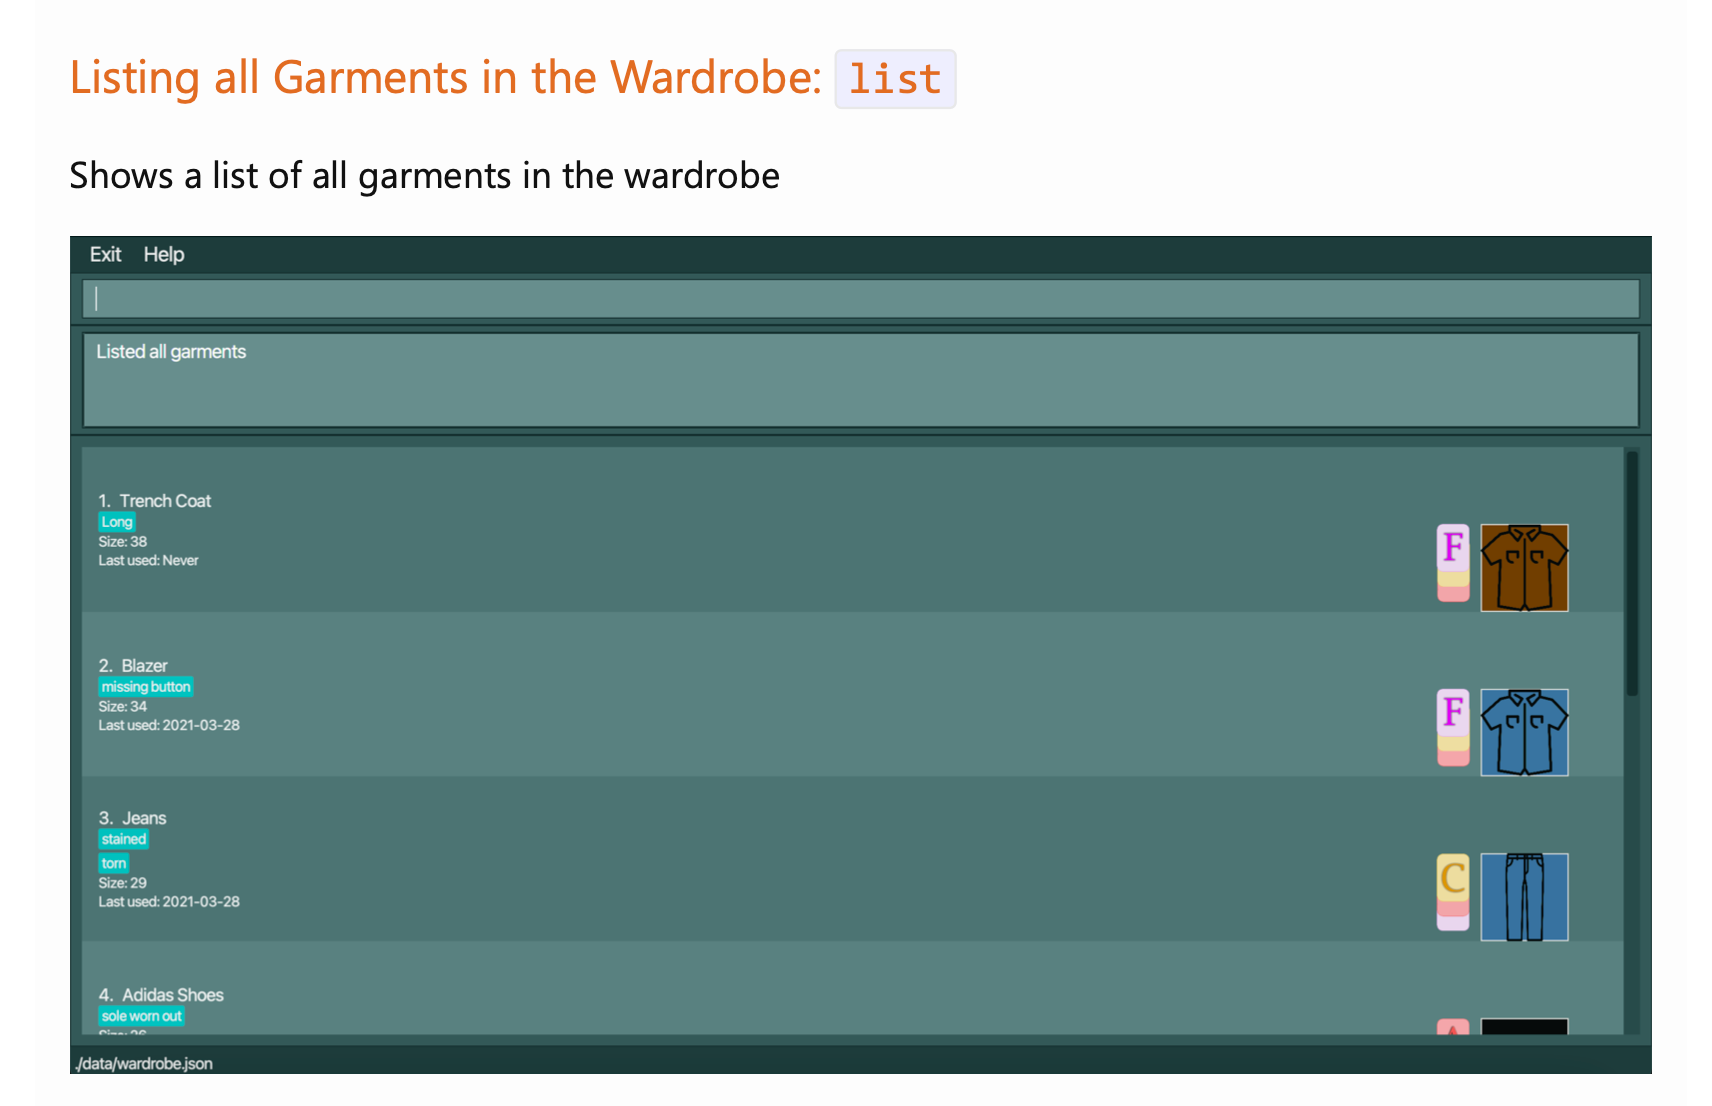 Listing all Garments in the Wardrobe: list
Shows a list of all garments in the wardrobe
Exit Help
Listed all garments
1. Trench Coat
Long
Size: 38
Last used: Never
F
2. Blazer
missing button
Size: 34
Last used: 2021-03-28
F
3. Jeans
stained
torn
Size: 29
Last used: 2021-03-28
C
4. Adidas Shoes
sole worn out
./data/wardrobe.json